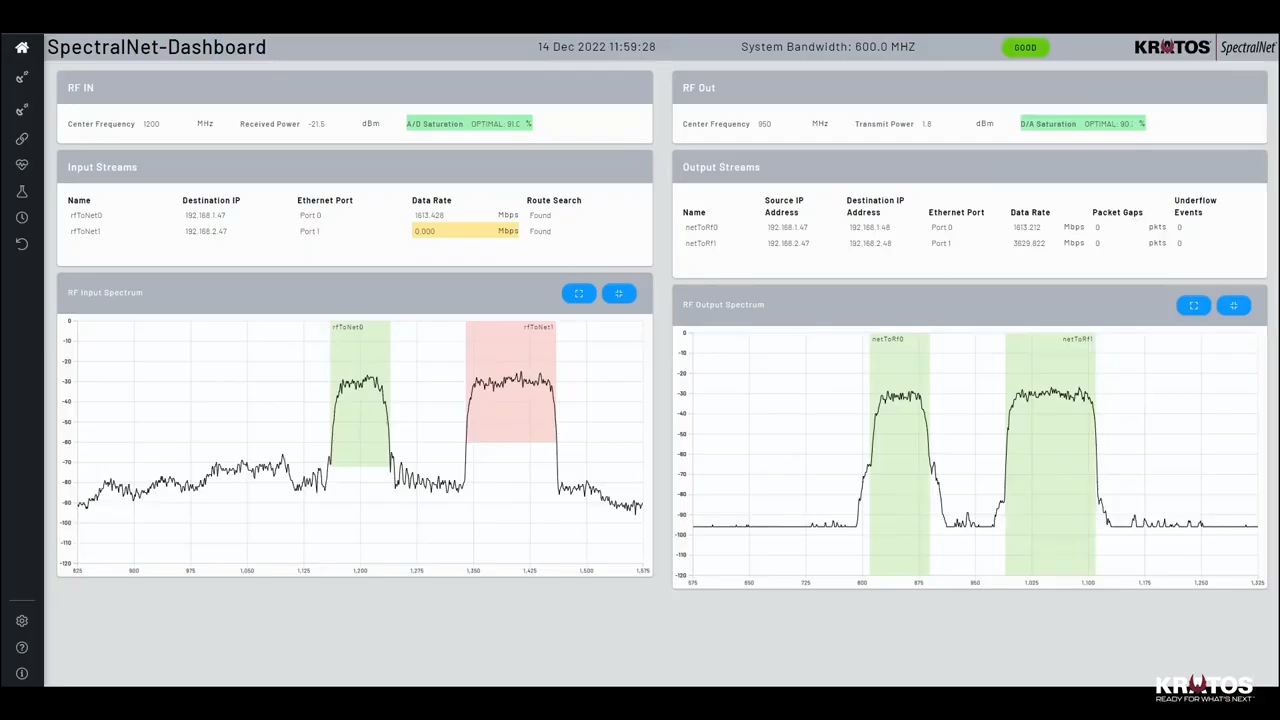 SpectralNet-Dashboard
14 Dec 2022 11:59:28
System Bandwidth: 600.0 MHZ
GOOD
KRATOS SpectralNet
RF IN
Center Frequency 1200 MHz Received Power -21.5 dBm A/D Saturation OPTIMAL: 91.0 %
Input Streams
Name Destination IP Ethernet Port Data Rate Route Search
rfToNet0 192.168.1.47 Port 0 1613.428 Mbps Found
rfToNet1 192.168.2.47 Port 1 0.000 Mbps Found
RF Input Spectrum
rfToNet0 rfToNet1
0
-10
-20
-30
-40
-50
-60
-70
-80
-90
-100
-110
-120
825 900 975 1,050 1,125 1,200 1,275 1,350 1,425 1,500 1,575
RF Out
Center Frequency 950 MHz Transmit Power 1.8 dBm D/A Saturation OPTIMAL: 90. %
Output Streams
Name Source IP Address Destination IP Address Ethernet Port Data Rate Packet Gaps Underflow Events
netToRf0 192.168.1.47 192.168.1.48 Port 0 1613.212 Mbps 0 pkts 0
netToRf1 192.168.2.47 192.168.2.48 Port 1 3629.822 Mbps 0 pkts 0
RF Output Spectrum
netToRf0 netToRf1
0
-10
-20
-30
-40
-50
-60
-70
-80
-90
-100
-110
-120
575 650 725 800 875 950 1,025 1,100 1,175 1,250 1,325
KRATOS
READY FOR WHAT'S NEXT